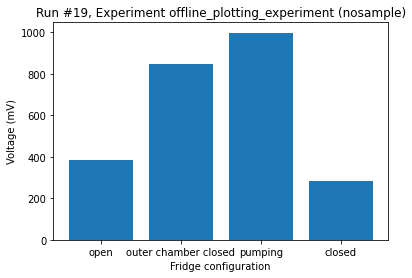 Run #19, Experiment offline_plotting_experiment (nosample)
Voltage (mV)
1000
800
600
400
200
0
open outer chamber closed pumping closed
Fridge configuration